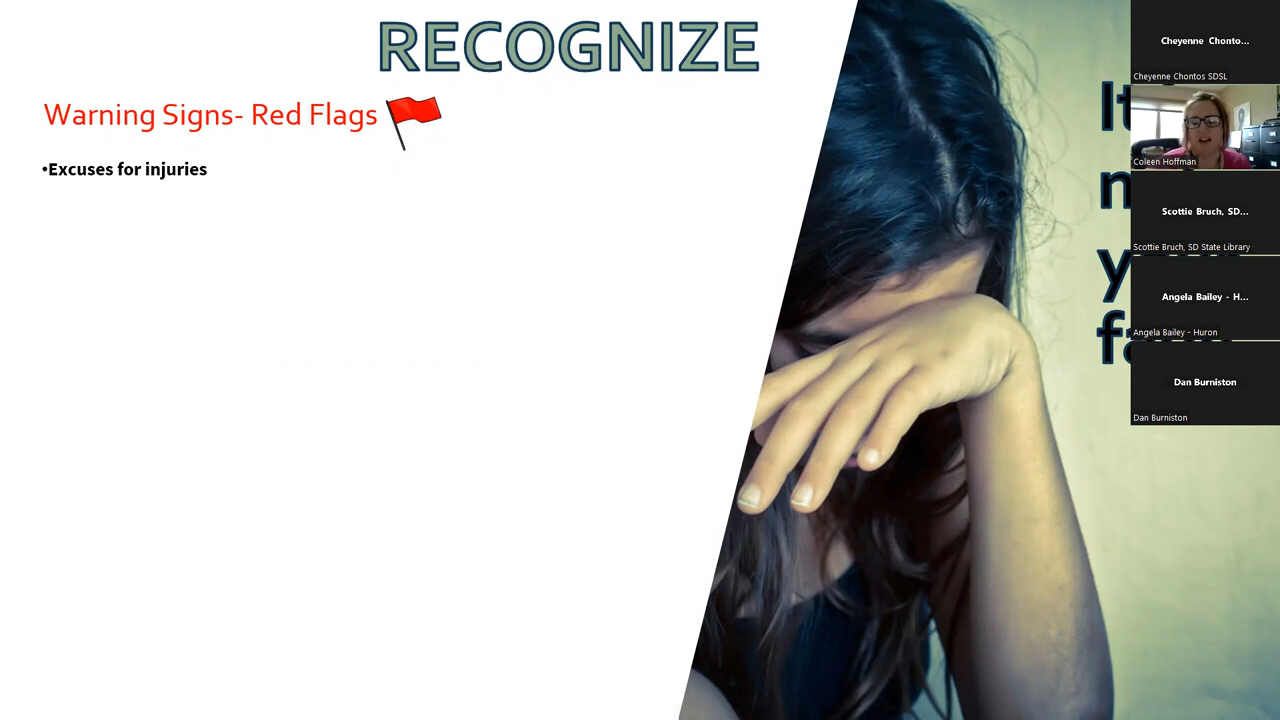 RECOGNIZE
Warning Signs- Red Flags
•Excuses for injuries
Cheyenne Chonto...
Cheyenne Chontos SDSL
Coleen Hoffman
Scottie Bruch, SD...
Scottie Bruch, SD State Library
Angela Bailey - H...
Angela Bailey - Huron
Dan Burniston
Dan Burniston